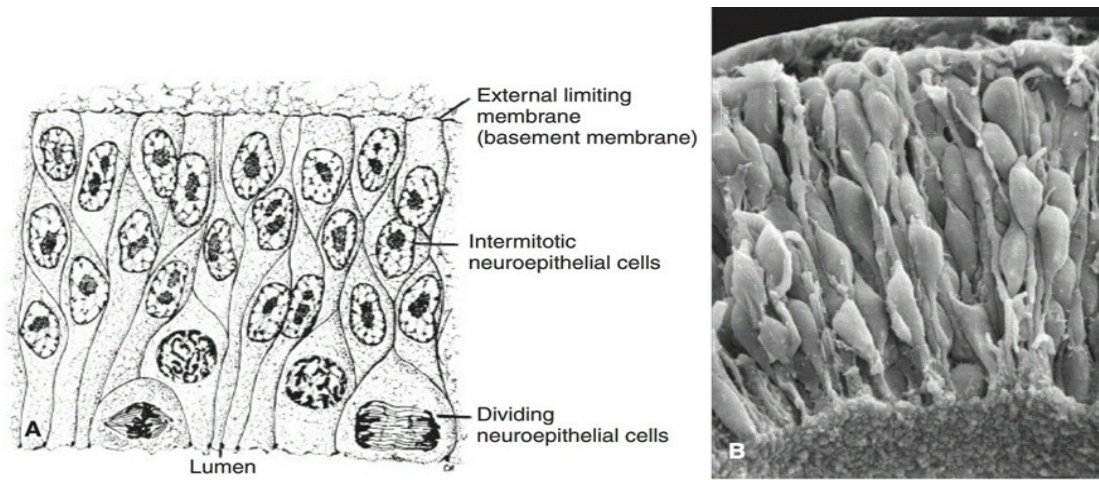 External limiting
membrane
(basement membrane)
Intermitotic
neuroepithelial cells
Dividing
neuroepithelial cells
A
Lumen
B